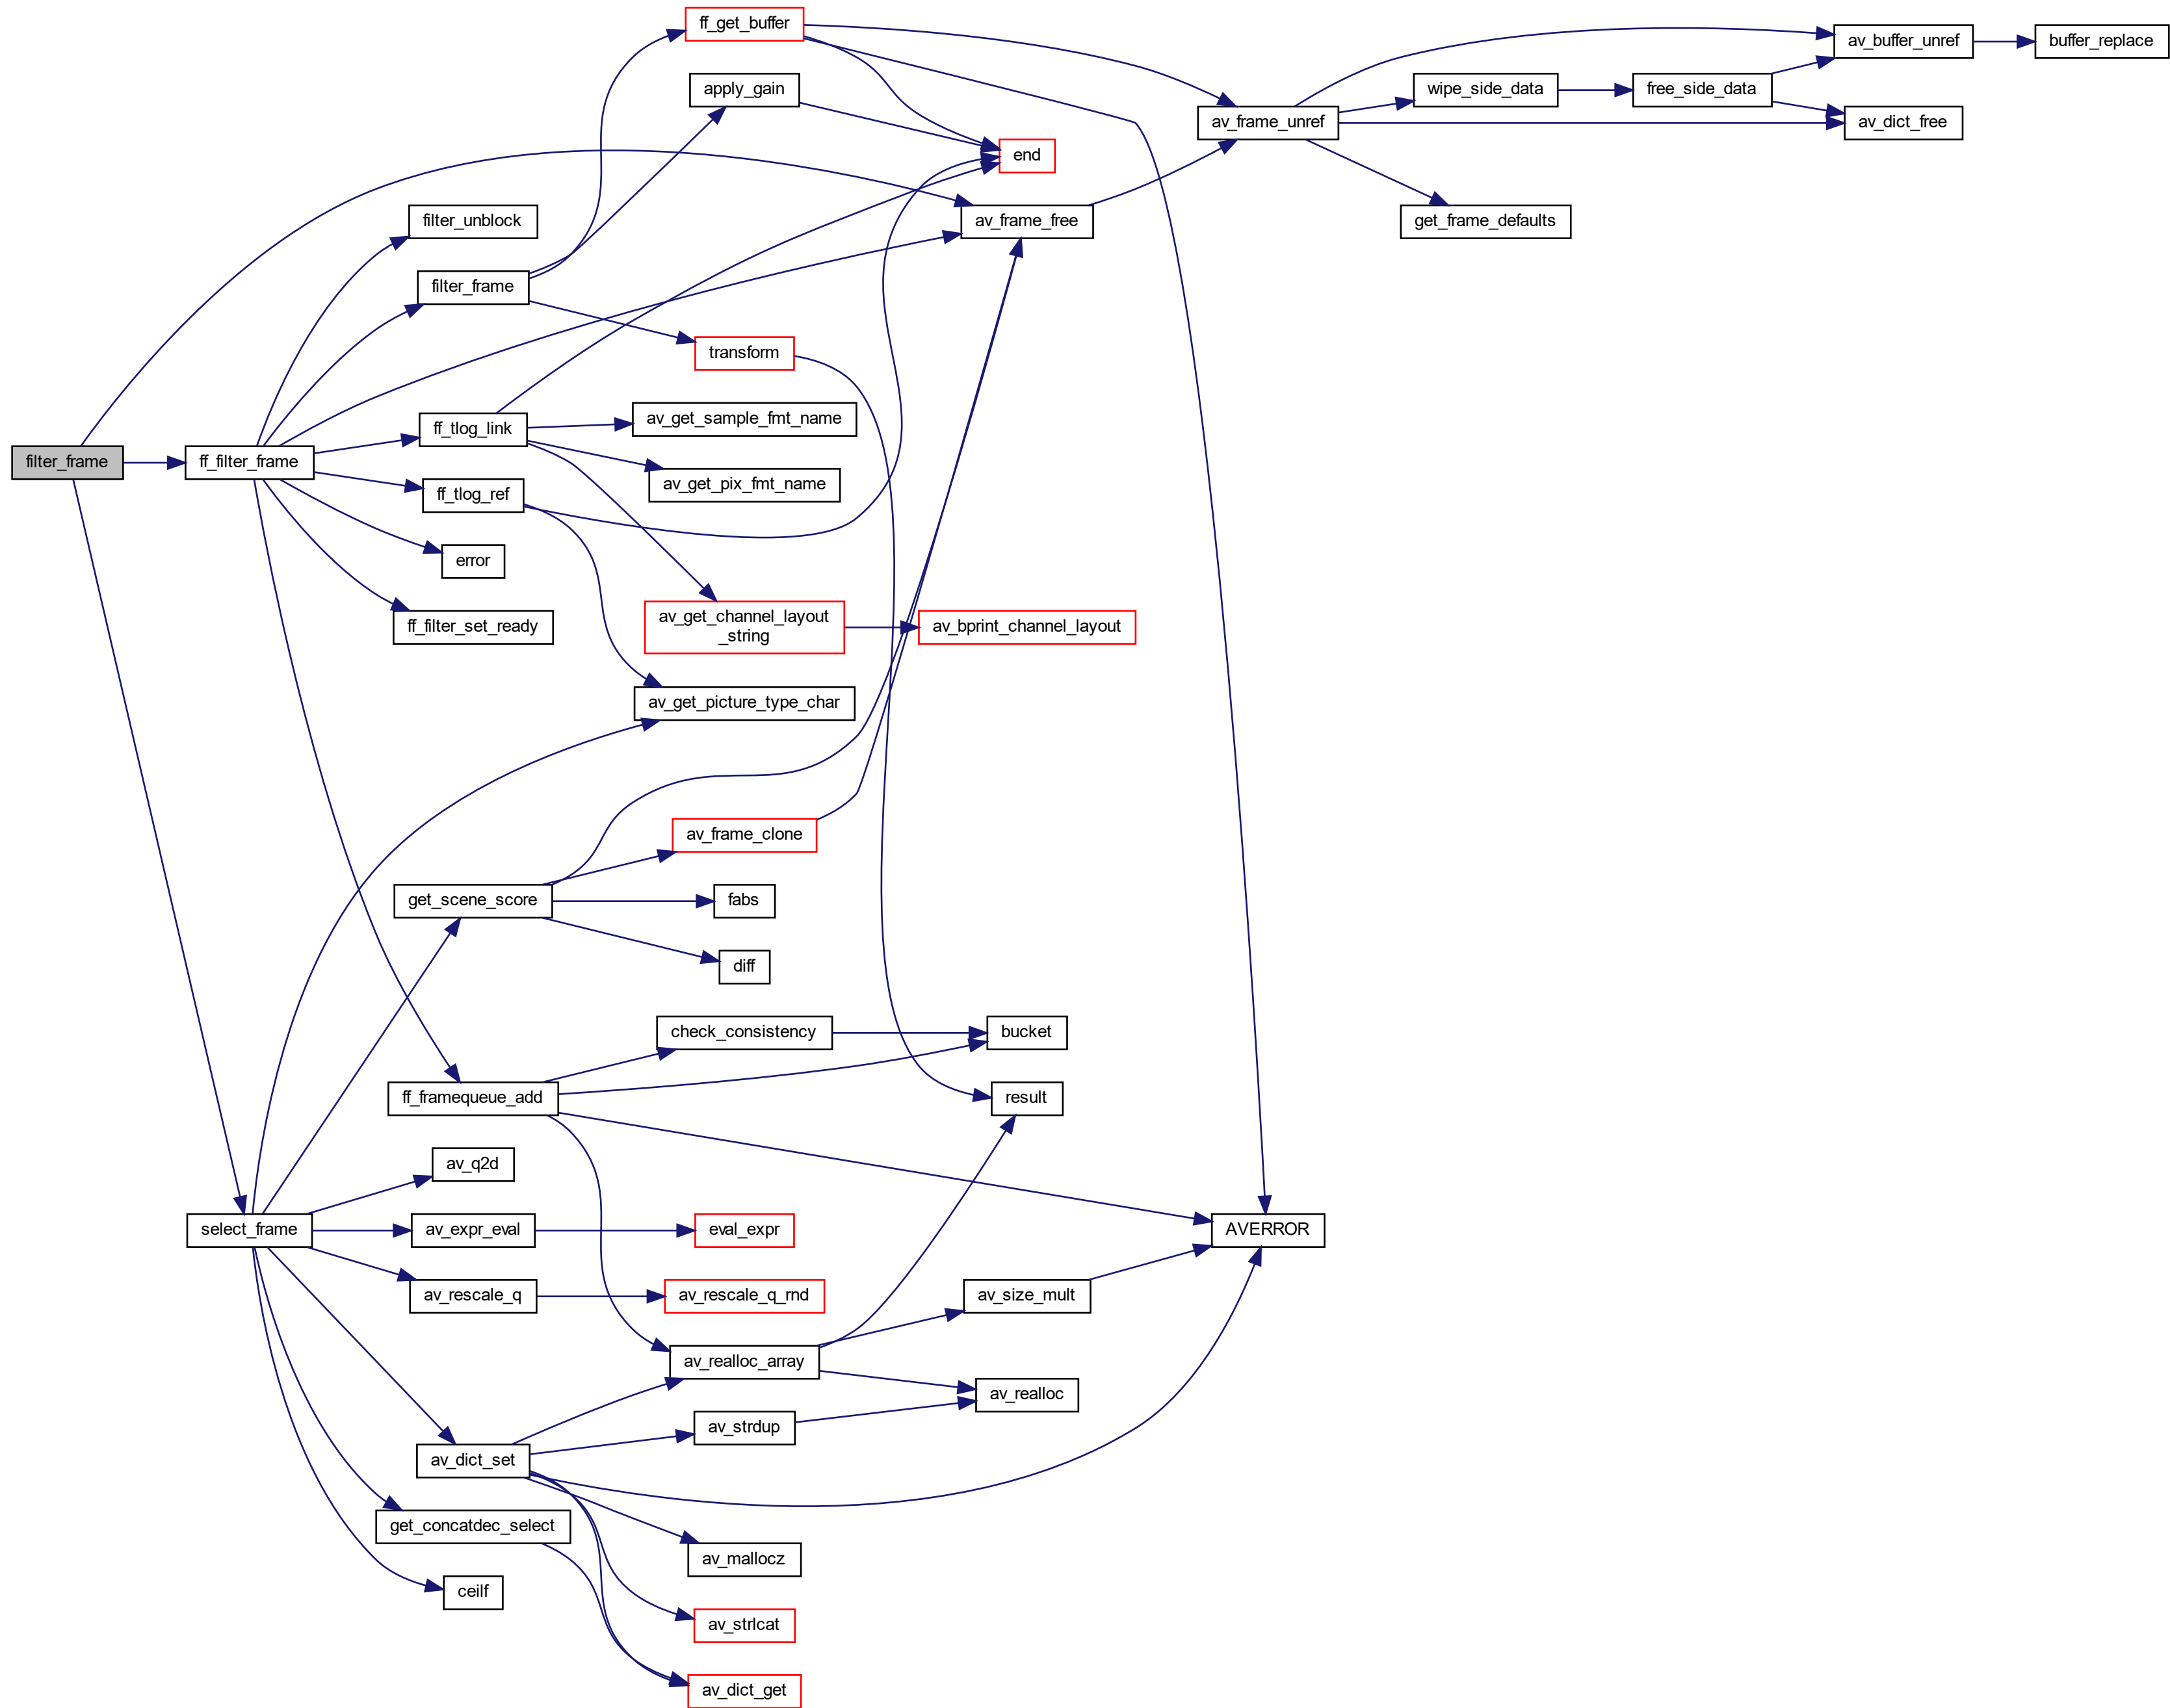 ff_get_buffer
av_buffer_unref
buffer_replace
apply_gain
wipe_side_data
free_side_data
av_frame_unref
av_dict_free
end
filter_unblock
av_frame_free
get_frame_defaults
filter_frame
transform
av_get_sample_fmt_name
ff_tlog_link
filter_frame
ff_filter_frame
av_get_pix_fmt_name
ff_tlog_ref
error
ff_filter_set_ready
av_get_channel_layout
_string
av_bprint_channel_layout
av_get_picture_type_char
av_frame_clone
get_scene_score
fabs
diff
check_consistency
bucket
ff_framequeue_add
result
av_q2d
select_frame
av_expr_eval
eval_expr
AVERROR
av_rescale_q
av_rescale_q_rnd
av_size_mult
av_realloc_array
av_realloc
av_strdup
av_dict_set
get_concatdec_select
av_mallocz
ceilf
av_strlcat
av_dict_get